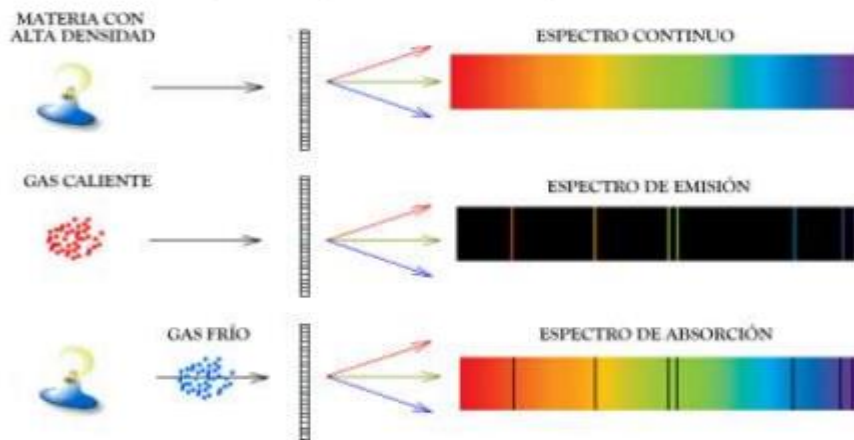 MATERIA CON
ALTA DENSIDAD
ESPECTRO CONTINUO
GAS CALIENTE
ESPECTRO DE EMISIÓN
GAS FRÍO
ESPECTRO DE ABSORCIÓN